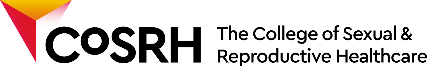 CoSRH
The College of Sexual &
Reproductive Healthcare